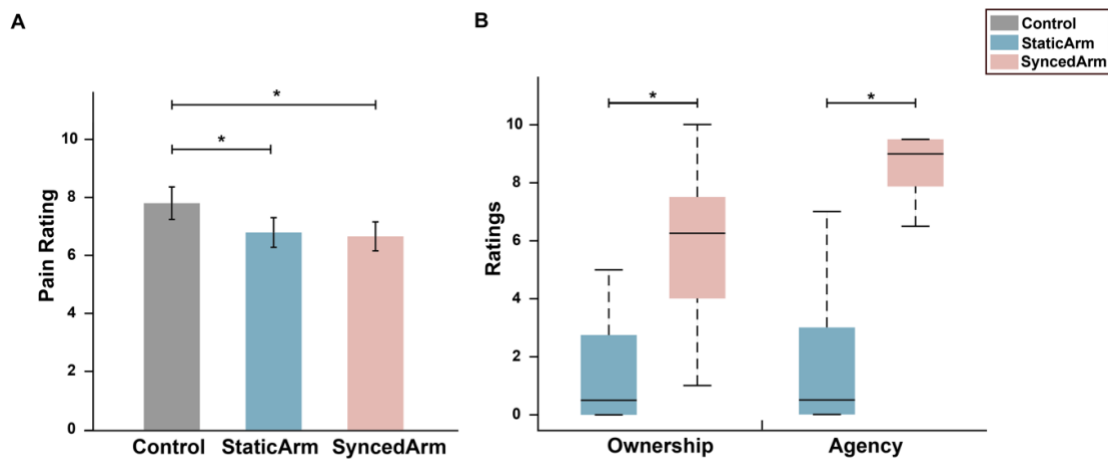 A
B
Control
StaticArm
SyncedArm
Pain Rating
10
8
6
4
2
0
*
*
Control StaticArm SyncedArm
Ratings
10
8
6
4
2
0
*
*
Ownership Agency